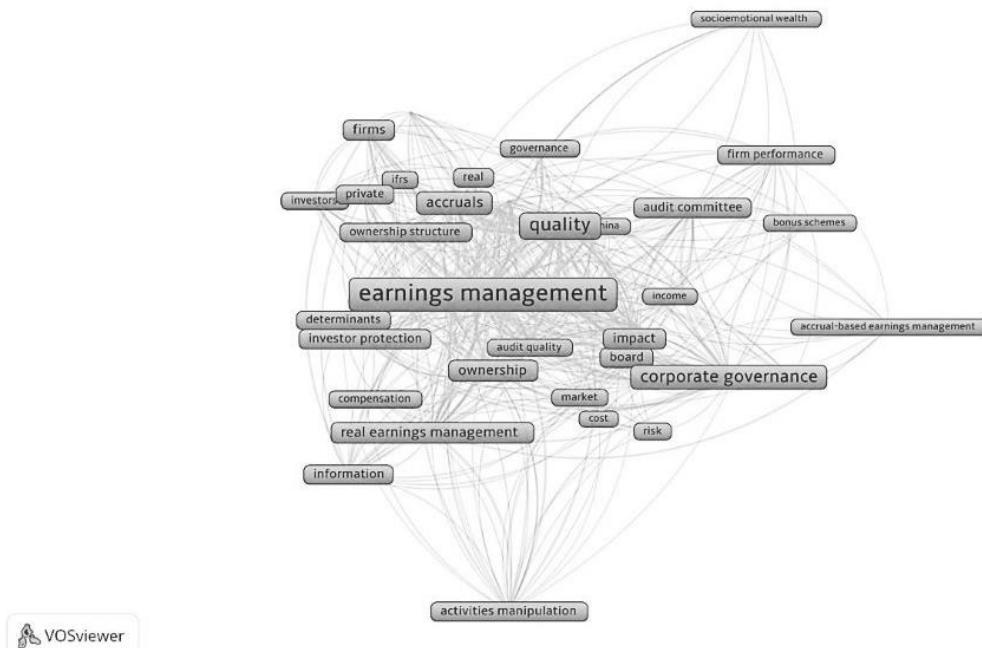 socioemotional wealth
firms
governance
firm performance
ifrs
real
investors
private
accruals
audit committee
quality
bonus schemes
ownership structure
earnings management
income
determinants
accrual-based earnings management
investor protection
impact
audit quality
board
ownership
corporate governance
compensation
market
cost
real earnings management
risk
information
activities manipulation
VOSviewer